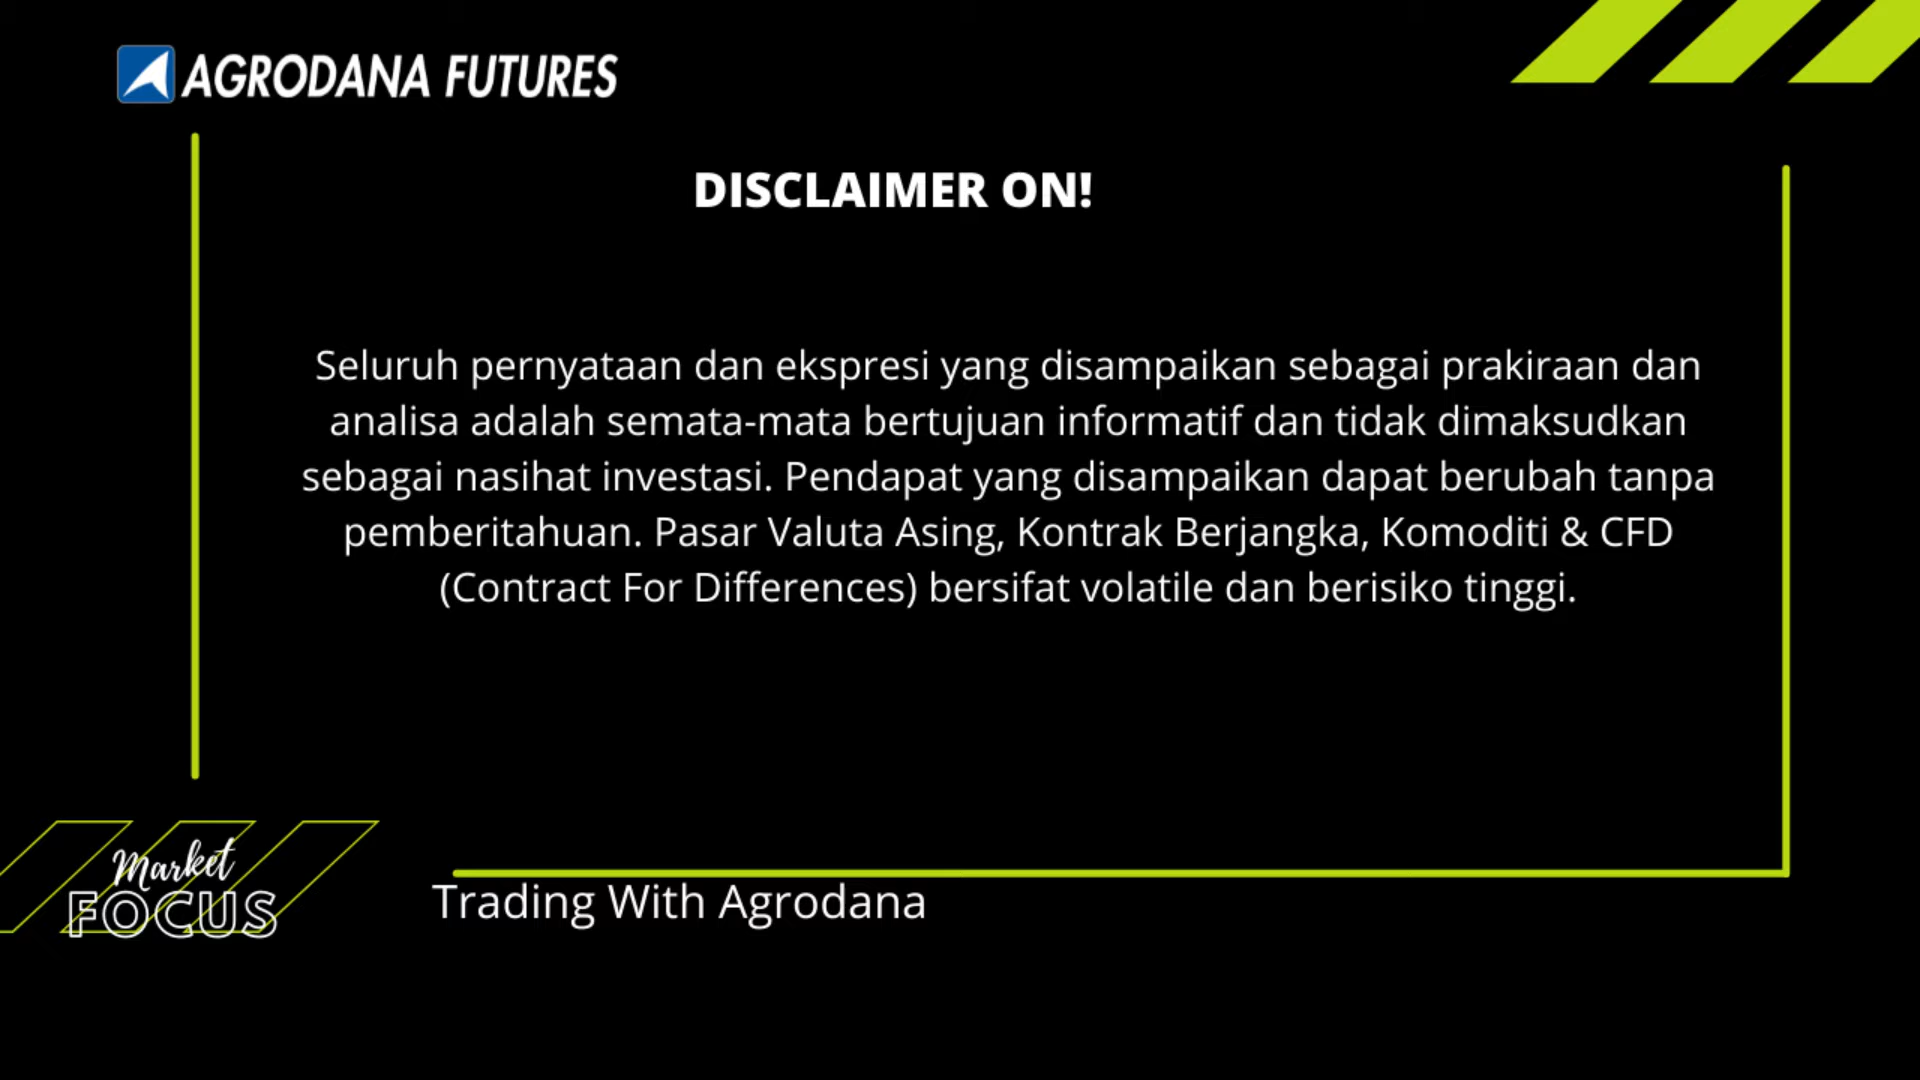 AGRODANA FUTURES
DISCLAIMER ON!
Seluruh pernyataan dan ekspresi yang disampaikan sebagai prakiraan dan
analisa adalah semata-mata bertujuan informatif dan tidak dimaksudkan
sebagai nasihat investasi. Pendapat yang disampaikan dapat berubah tanpa
pemberitahuan. Pasar Valuta Asing, Kontrak Berjangka, Komoditi & CFD
(Contract For Differences) bersifat volatile dan berisiko tinggi.
Market
FOCUS
Trading With Agrodana